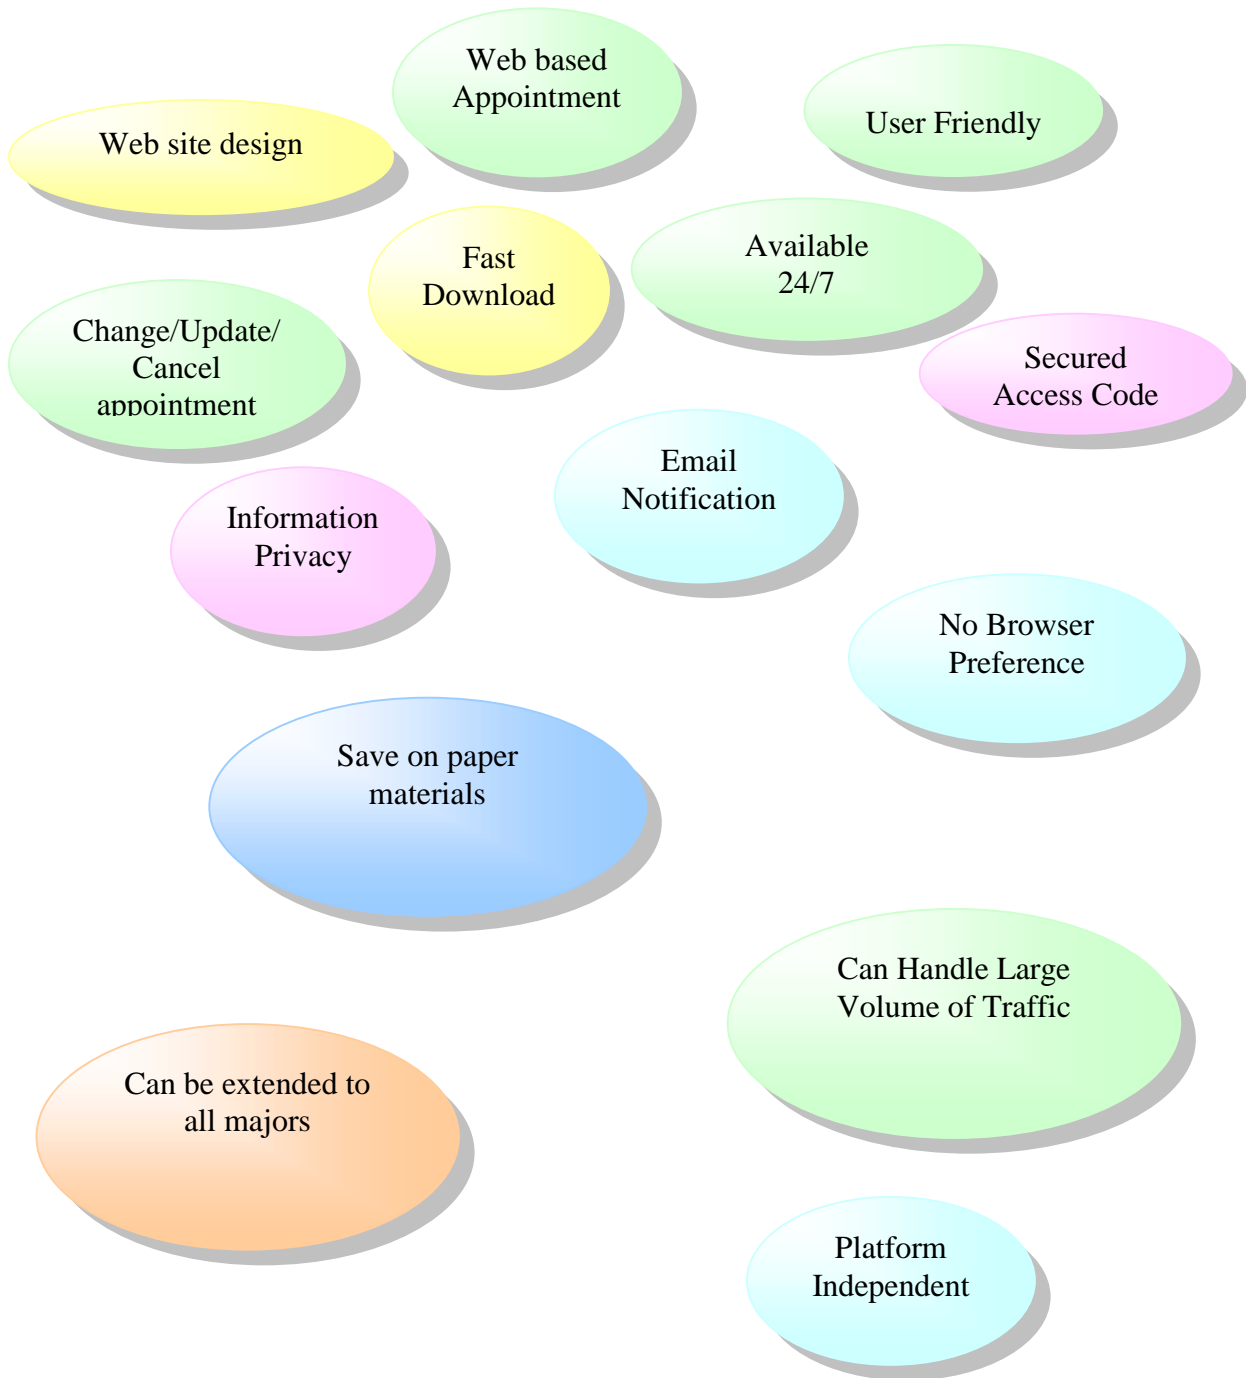 Web based
Appointment
User Friendly
Web site design
Available
24/7
Fast
Download
Change/Update/
Cancel
appointment
Secured
Access Code
Email
Notification
Information
Privacy
No Browser
Preference
Save on paper
materials
Can Handle Large
Volume of Traffic
Can be extended to
all majors
Platform
Independent